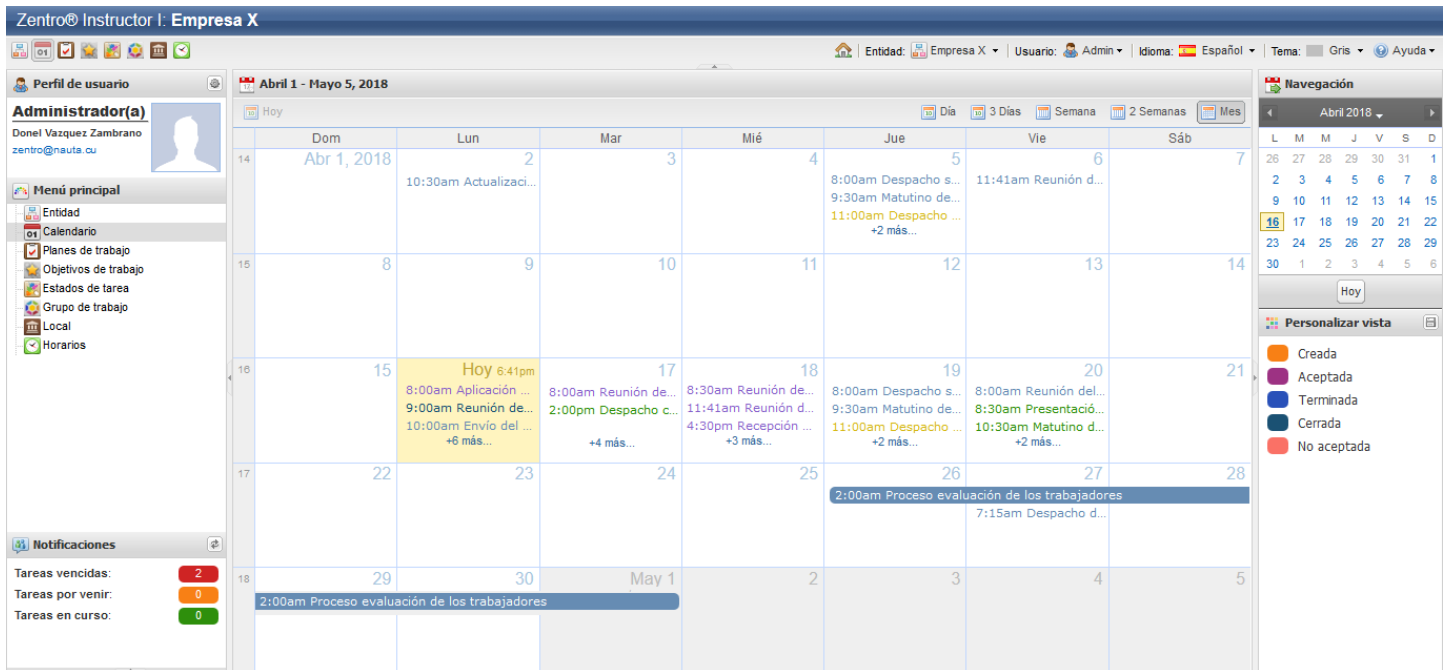 Zentro® Instructor I: Empresa X
Entidad: Empresa X Usuario: Admin Idioma: Español Tema: Gris Ayuda
Perfil de usuario
Administrador(a)
Donel Vazquez Zambrano
zentro@nauta.cu
Menú principal
Entidad
Calendario
Planes de trabajo
Objetivos de trabajo
Estados de tarea
Grupo de trabajo
Local
Horarios
Notificaciones
Tareas vencidas: 2
Tareas por venir: 0
Tareas en curso: 0
Abril 1 - Mayo 5, 2018
Hoy Día 3 Días Semana 2 Semanas Mes
Dom Lun Mar Mié Jue Vie Sáb
14 Abr 1, 2018 2 3 4 5 6 7
10:30am Actualizaci... 8:00am Despacho s... 11:41am Reunión d...
9:30am Matutino de...
11:00am Despacho ...
+2 más...
15 8 9 10 11 12 13 14
16 15 Hoy 6:41pm 17 18 19 20 21
8:00am Aplicación ... 8:00am Reunión de... 8:30am Reunión de... 8:00am Despacho s... 8:00am Reunión del...
9:00am Reunión de... 2:00pm Despacho c... 11:41am Reunión d... 9:30am Matutino de... 8:30am Presentació...
10:00am Envío del ... 4:30pm Recepción ... 11:00am Despacho ... 10:30am Matutino d...
+6 más... +4 más... +3 más... +2 más... +2 más...
17 22 23 24 25 26 27 28
2:00am Proceso evaluación de los trabajadores
7:15am Despacho d...
18 29 30 May 1 2 3 4 5
2:00am Proceso evaluación de los trabajadores
Navegación
Abril 2018
L M M J V S D
26 27 28 29 30 31 1
2 3 4 5 6 7 8
9 10 11 12 13 14 15
16 17 18 19 20 21 22
23 24 25 26 27 28 29
30 1 2 3 4 5 6
Hoy
Personalizar vista
Creada
Aceptada
Terminada
Cerrada
No aceptada